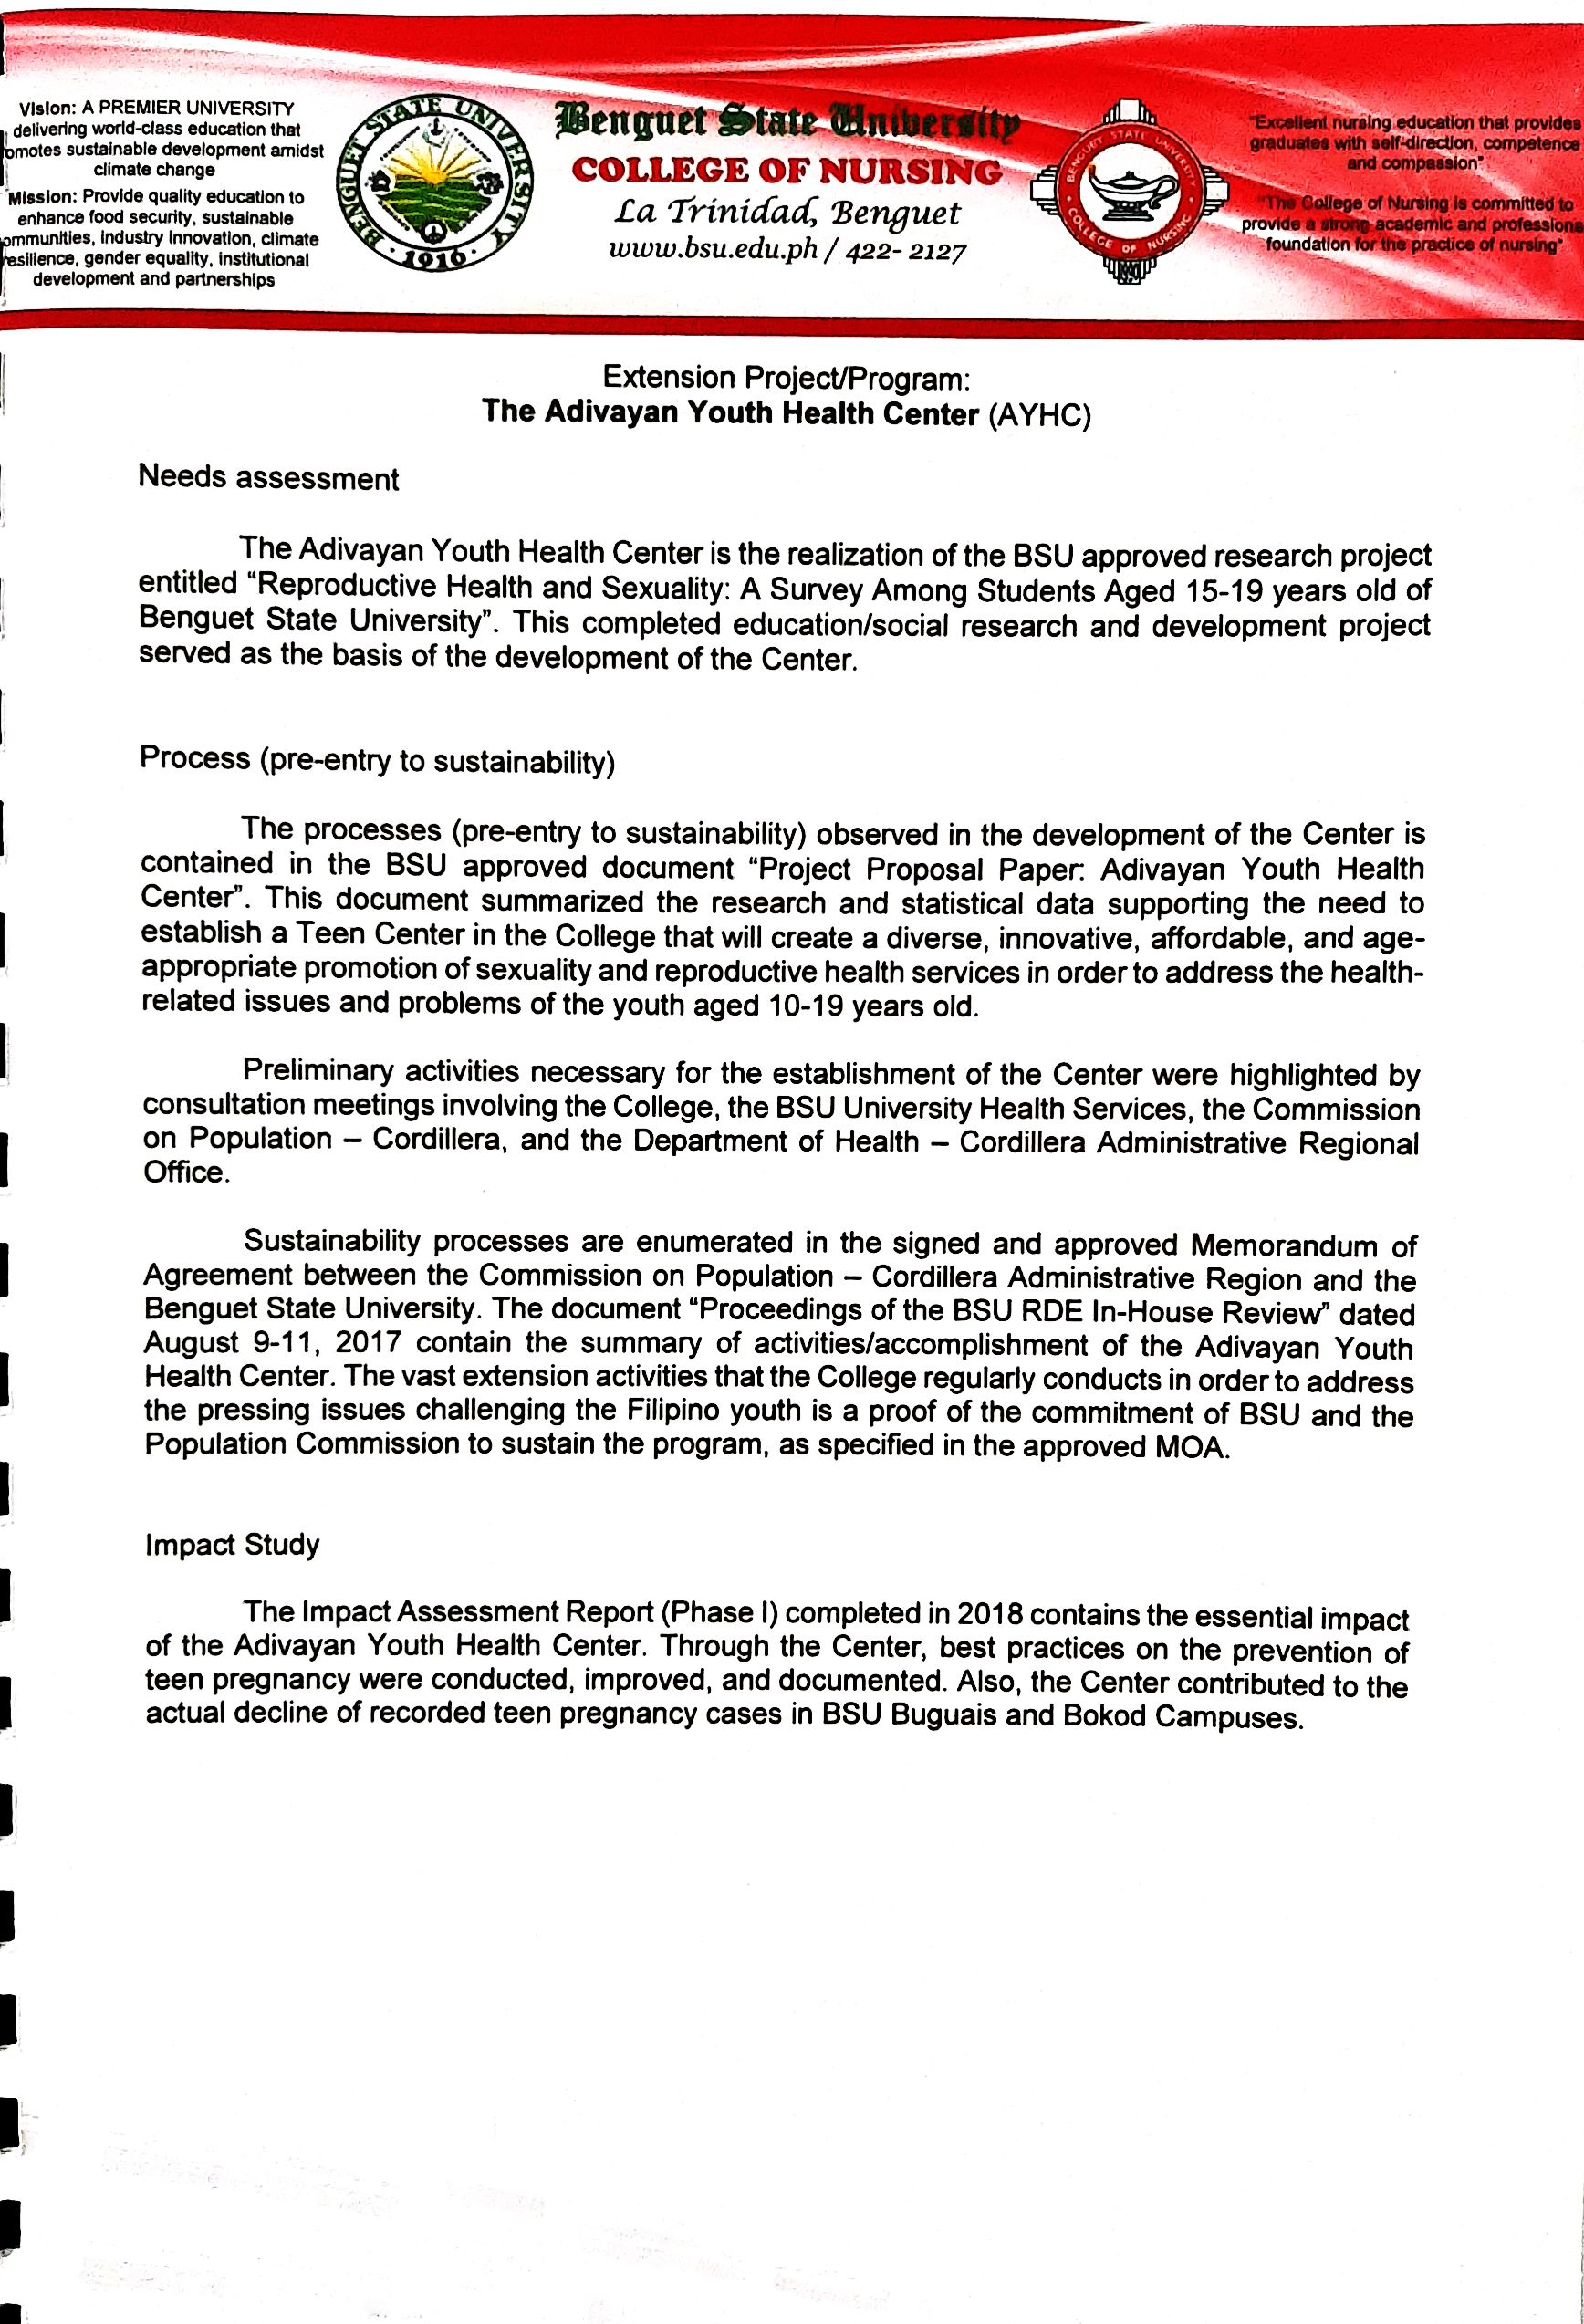 Vision: A PREMIER UNIVERSITY
delivering world-class education that
omotes sustainable development amidst
climate change
Mission: Provide quality education to
enhance food security, sustainable
ommunities, industry innovation, climate
resilience, gender equality, institutional
development and partnerships
BENGUET STATE UNIVERSITY
· 1916 ·
Benguet State University
COLLEGE OF NURSING
La Trinidad, Benguet
www.bsu.edu.ph / 422- 2127
BENGUET STATE UNIVERSITY
· COLLEGE OF NURSING ·
"Excellent nursing education that provides
graduates with self-direction, competence
and compassion"
"The College of Nursing is committed to
provide a strong academic and professiona
foundation for the practice of nursing"
Extension Project/Program:
The Adivayan Youth Health Center (AYHC)
Needs assessment
The Adivayan Youth Health Center is the realization of the BSU approved research project
entitled “Reproductive Health and Sexuality: A Survey Among Students Aged 15-19 years old of
Benguet State University”. This completed education/social research and development project
served as the basis of the development of the Center.
Process (pre-entry to sustainability)
The processes (pre-entry to sustainability) observed in the development of the Center is
contained in the BSU approved document “Project Proposal Paper: Adivayan Youth Health
Center”. This document summarized the research and statistical data supporting the need to
establish a Teen Center in the College that will create a diverse, innovative, affordable, and age-
appropriate promotion of sexuality and reproductive health services in order to address the health-
related issues and problems of the youth aged 10-19 years old.
Preliminary activities necessary for the establishment of the Center were highlighted by
consultation meetings involving the College, the BSU University Health Services, the Commission
on Population – Cordillera, and the Department of Health – Cordillera Administrative Regional
Office.
Sustainability processes are enumerated in the signed and approved Memorandum of
Agreement between the Commission on Population – Cordillera Administrative Region and the
Benguet State University. The document “Proceedings of the BSU RDE In-House Review” dated
August 9-11, 2017 contain the summary of activities/accomplishment of the Adivayan Youth
Health Center. The vast extension activities that the College regularly conducts in order to address
the pressing issues challenging the Filipino youth is a proof of the commitment of BSU and the
Population Commission to sustain the program, as specified in the approved MOA.
Impact Study
The Impact Assessment Report (Phase I) completed in 2018 contains the essential impact
of the Adivayan Youth Health Center. Through the Center, best practices on the prevention of
teen pregnancy were conducted, improved, and documented. Also, the Center contributed to the
actual decline of recorded teen pregnancy cases in BSU Buguais and Bokod Campuses.